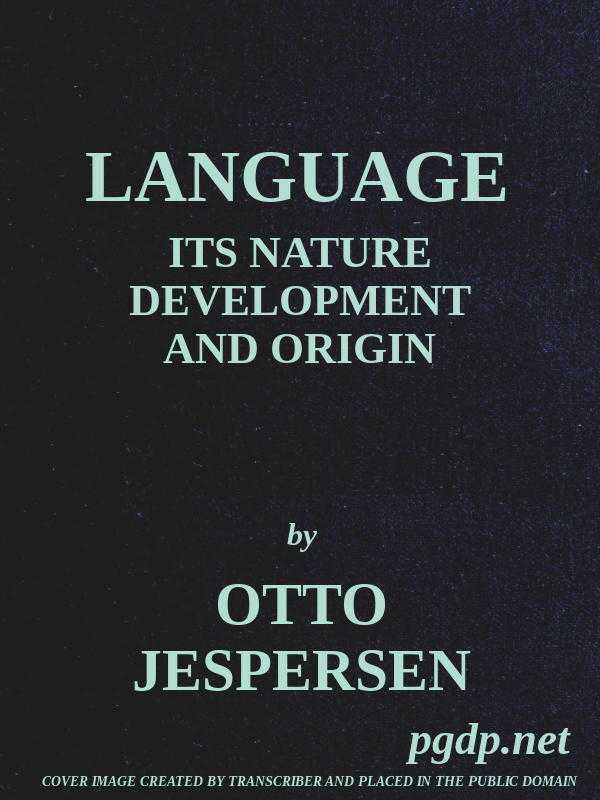 LANGUAGE
ITS NATURE
DEVELOPMENT
AND ORIGIN
by
OTTO
JESPERSEN
pgdp.net
COVER IMAGE CREATED BY TRANSCRIBER AND PLACED IN THE PUBLIC DOMAIN